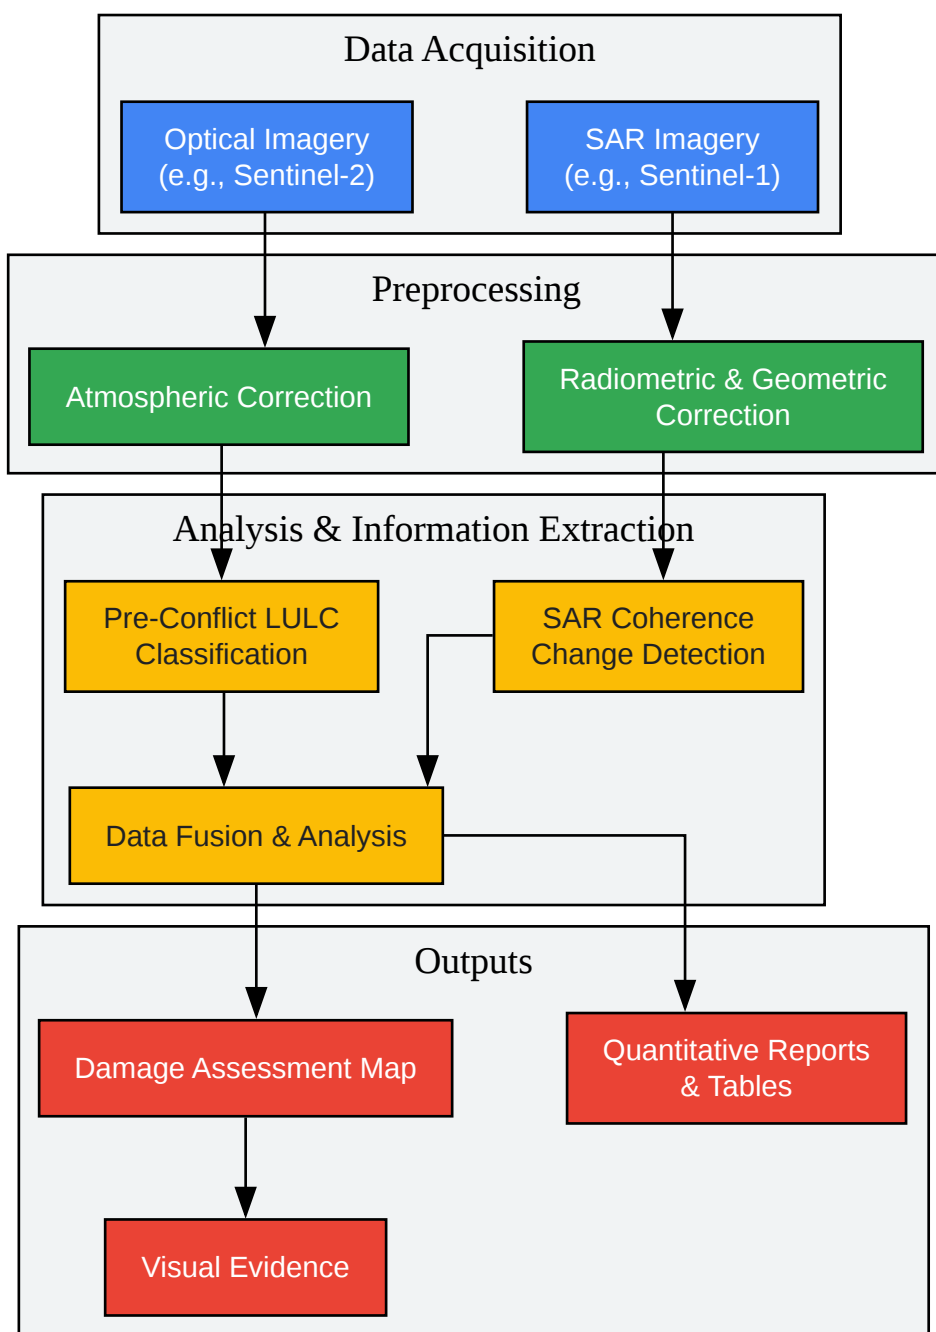 Data Acquisition
Optical Imagery
(e.g., Sentinel-2)
SAR Imagery
(e.g., Sentinel-1)
Preprocessing
Atmospheric Correction
Radiometric & Geometric
Correction
Analysis & Information Extraction
Pre-Conflict LULC
Classification
SAR Coherence
Change Detection
Data Fusion & Analysis
Outputs
Damage Assessment Map
Quantitative Reports
& Tables
Visual Evidence